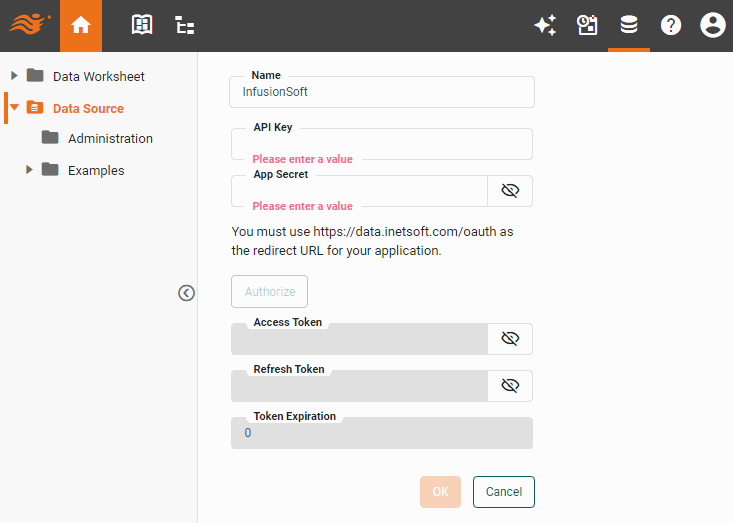 Data Worksheet
Data Source
Administration
Examples
Name
InfusionSoft
API Key
Please enter a value
App Secret
Please enter a value
You must use https://data.inetsoft.com/oauth as
the redirect URL for your application.
Authorize
Access Token
Refresh Token
Token Expiration
0
OK
Cancel